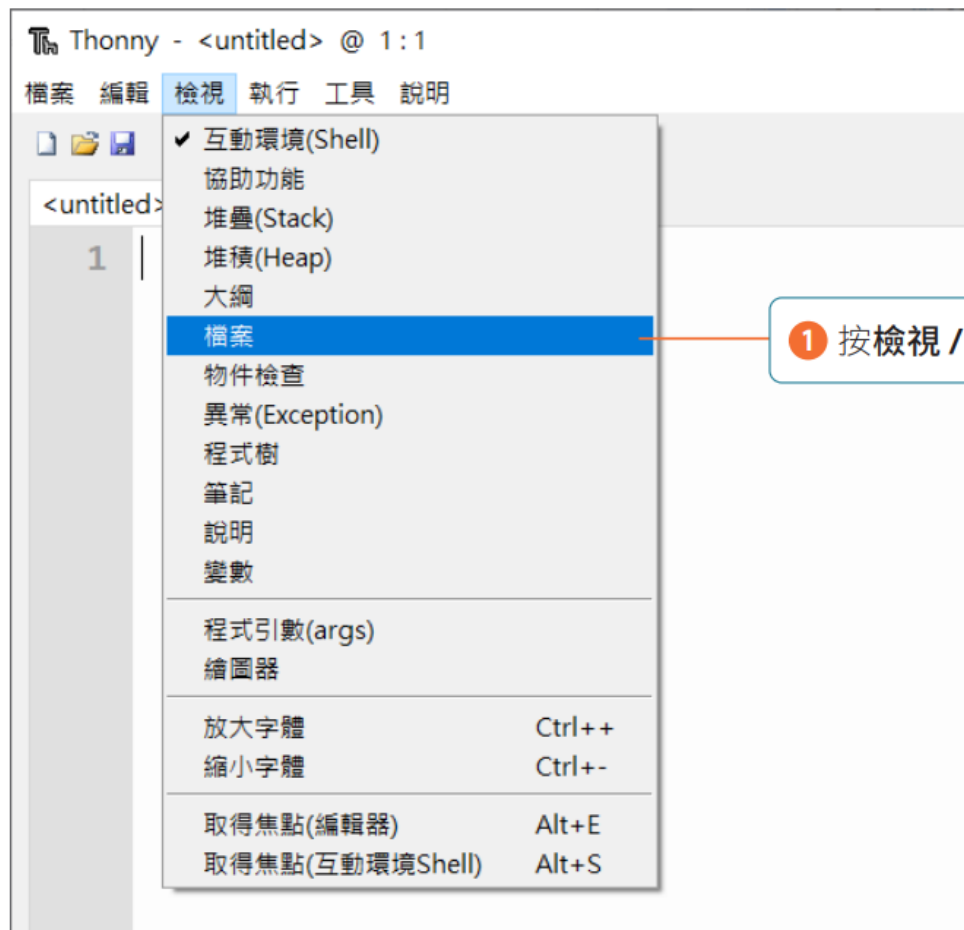 Thonny - <untitled> @ 1 : 1
檔案 編輯 檢視 執行 工具 說明
<untitled>
1
✔ 互動環境(Shell)
協助功能
堆疊(Stack)
堆積(Heap)
大綱
檔案
物件檢查
異常(Exception)
程式樹
筆記
說明
變數
程式引數(args)
繪圖器
放大字體 Ctrl++
縮小字體 Ctrl+-
取得焦點(編輯器) Alt+E
取得焦點(互動環境Shell) Alt+S
1 按檢視 /